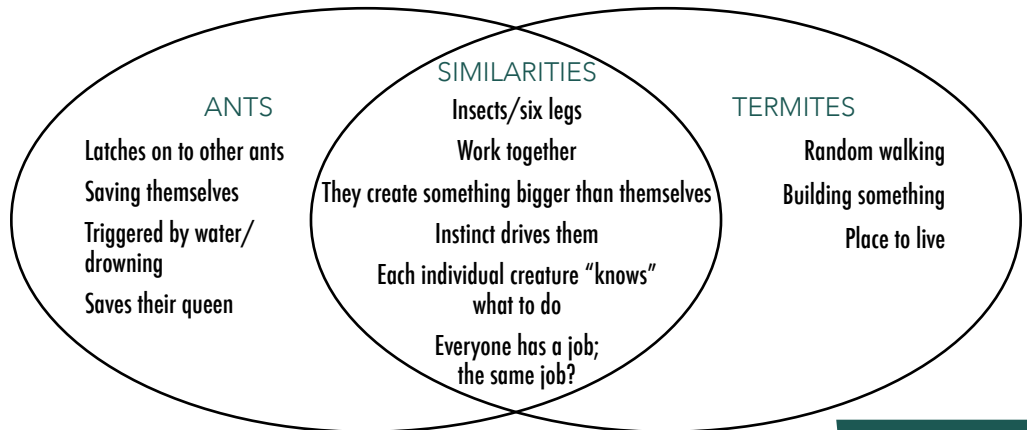 ANTS
Latches on to other ants
Saving themselves
Triggered by water/
drowning
Saves their queen
SIMILARITIES
Insects/six legs
Work together
They create something bigger than themselves
Instinct drives them
Each individual creature “knows”
what to do
Everyone has a job;
the same job?
TERMITES
Random walking
Building something
Place to live